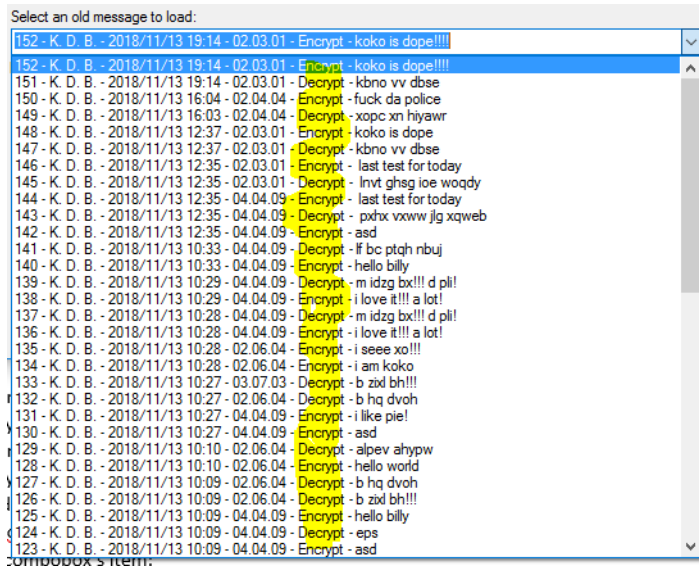 Select an old message to load:
152 - K. D. B. - 2018/11/13 19:14 - 02.03.01 - Encrypt - koko is dope!!!!
152 - K. D. B. - 2018/11/13 19:14 - 02.03.01 - Encrypt - koko is dope!!!!
151 - K. D. B. - 2018/11/13 19:14 - 02.03.01 - Decrypt - kbno vv dbse
150 - K. D. B. - 2018/11/13 16:04 - 02.04.04 - Encrypt - fuck da police
149 - K. D. B. - 2018/11/13 16:03 - 02.04.04 - Decrypt - xopc xn hiyawr
148 - K. D. B. - 2018/11/13 12:37 - 02.03.01 - Encrypt - koko is dope
147 - K. D. B. - 2018/11/13 12:37 - 02.03.01 - Decrypt - kbno vv dbse
146 - K. D. B. - 2018/11/13 12:35 - 02.03.01 - Encrypt -  last test for today
145 - K. D. B. - 2018/11/13 12:35 - 02.03.01 - Decrypt -  lnvt ghsg ioe woqdy
144 - K. D. B. - 2018/11/13 12:35 - 04.04.09 - Encrypt -  last test for today
143 - K. D. B. - 2018/11/13 12:35 - 04.04.09 - Decrypt -  pxhx vxww jlg xqweb
142 - K. D. B. - 2018/11/13 12:35 - 04.04.09 - Encrypt - asd
141 - K. D. B. - 2018/11/13 10:33 - 04.04.09 - Decrypt - lf bc ptqh nbuj
140 - K. D. B. - 2018/11/13 10:33 - 04.04.09 - Encrypt - hello billy
139 - K. D. B. - 2018/11/13 10:29 - 04.04.09 - Decrypt - m idzg bx!!! d pli!
138 - K. D. B. - 2018/11/13 10:29 - 04.04.09 - Encrypt - i love it!!! a lot!
137 - K. D. B. - 2018/11/13 10:28 - 04.04.09 - Decrypt - m idzg bx!!! d pli!
136 - K. D. B. - 2018/11/13 10:28 - 04.04.09 - Encrypt - i love it!!! a lot!
135 - K. D. B. - 2018/11/13 10:28 - 02.06.04 - Encrypt - i seee xo!!!
134 - K. D. B. - 2018/11/13 10:28 - 02.06.04 - Encrypt - i am koko
133 - K. D. B. - 2018/11/13 10:27 - 03.07.03 - Decrypt - b zixl bh!!!
132 - K. D. B. - 2018/11/13 10:27 - 02.06.04 - Decrypt - b hq dvoh
131 - K. D. B. - 2018/11/13 10:27 - 04.04.09 - Encrypt - i like pie!
130 - K. D. B. - 2018/11/13 10:27 - 04.04.09 - Encrypt - asd
129 - K. D. B. - 2018/11/13 10:10 - 02.06.04 - Decrypt - alpev ahypw
128 - K. D. B. - 2018/11/13 10:10 - 02.06.04 - Encrypt - hello world
127 - K. D. B. - 2018/11/13 10:09 - 02.06.04 - Decrypt - b hq dvoh
126 - K. D. B. - 2018/11/13 10:09 - 02.06.04 - Decrypt - b zixl bh!!!
125 - K. D. B. - 2018/11/13 10:09 - 04.04.09 - Encrypt - hello billy
124 - K. D. B. - 2018/11/13 10:09 - 04.04.09 - Decrypt - eps
123 - K. D. B. - 2018/11/13 10:09 - 04.04.09 - Encrypt - asd
combobox's item: